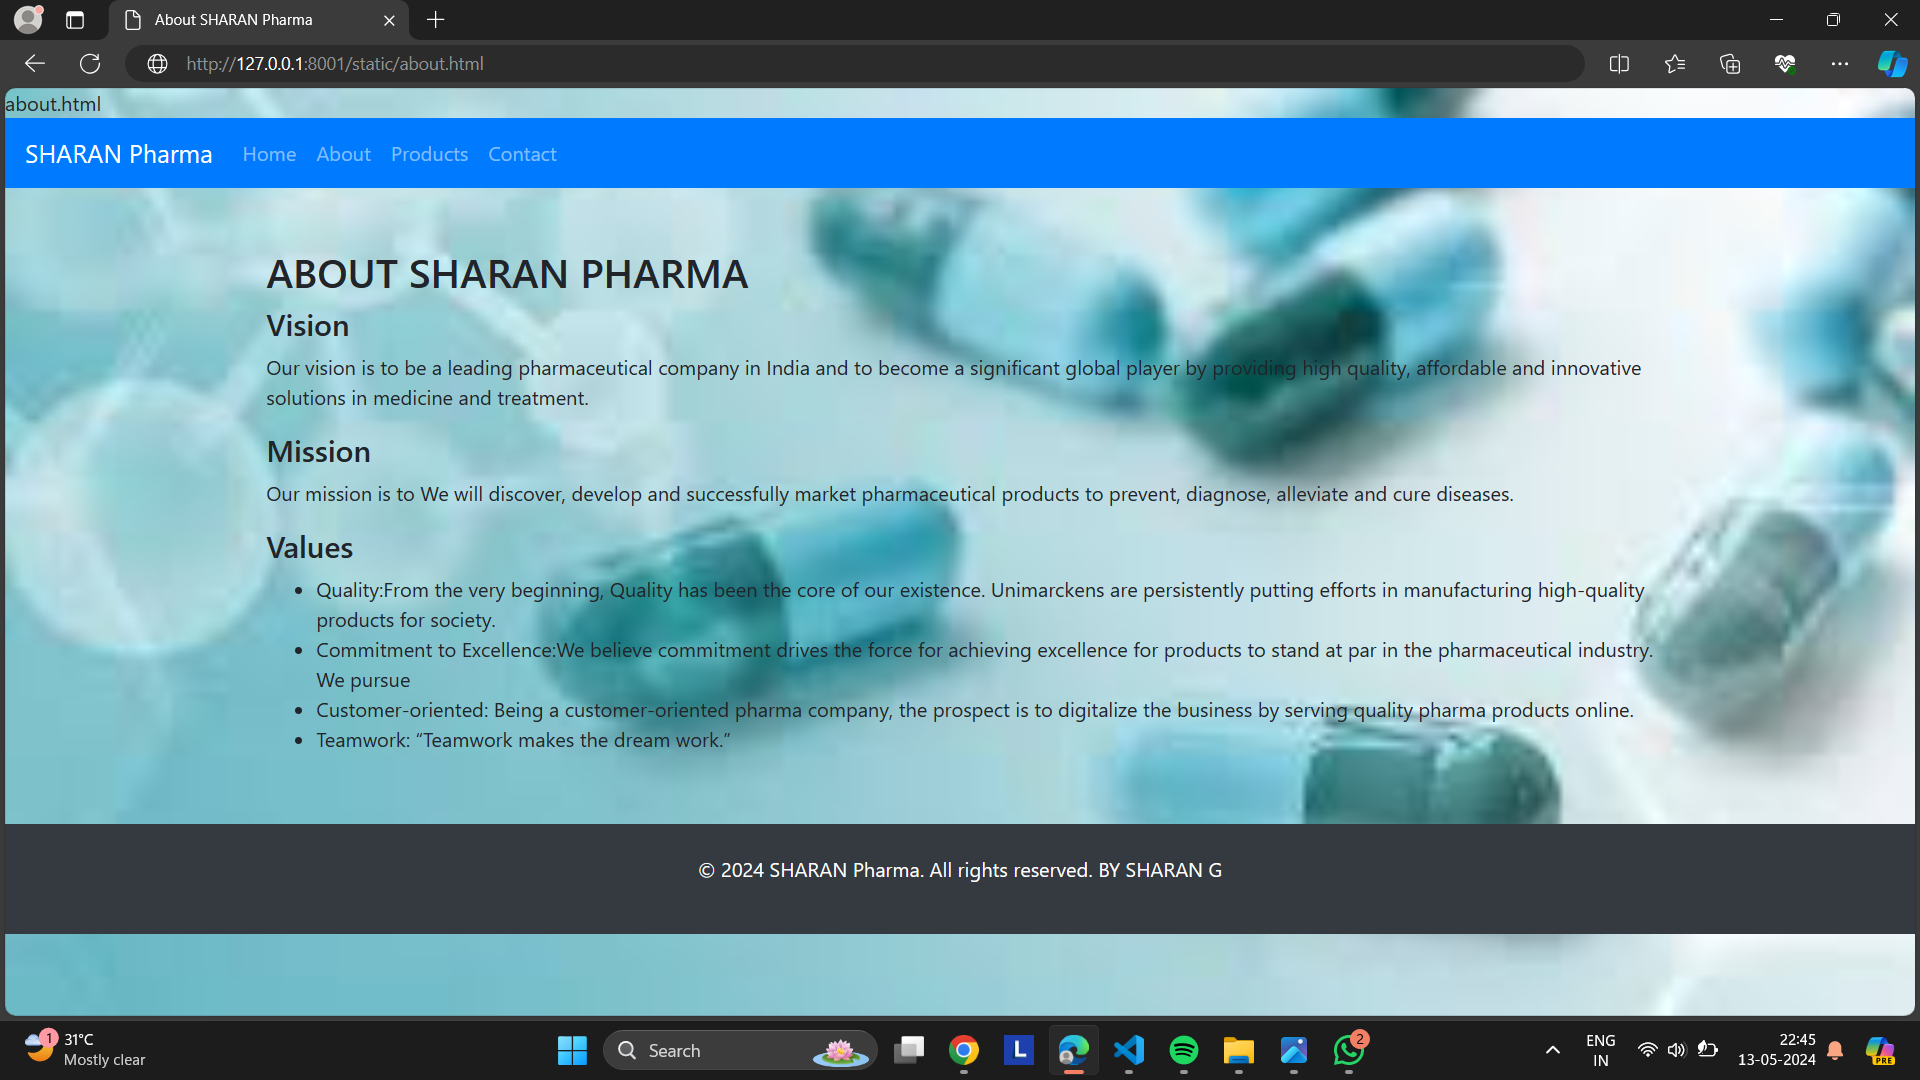 About SHARAN Pharma
http://127.0.0.1:8001/static/about.html
about.html
SHARAN Pharma Home About Products Contact
ABOUT SHARAN PHARMA
Vision
Our vision is to be a leading pharmaceutical company in India and to become a significant global player by providing high quality, affordable and innovative
solutions in medicine and treatment.
Mission
Our mission is to We will discover, develop and successfully market pharmaceutical products to prevent, diagnose, alleviate and cure diseases.
Values
• Quality:From the very beginning, Quality has been the core of our existence. Unimarckens are persistently putting efforts in manufacturing high-quality
products for society.
• Commitment to Excellence:We believe commitment drives the force for achieving excellence for products to stand at par in the pharmaceutical industry.
We pursue
• Customer-oriented: Being a customer-oriented pharma company, the prospect is to digitalize the business by serving quality pharma products online.
• Teamwork: “Teamwork makes the dream work.”
© 2024 SHARAN Pharma. All rights reserved. BY SHARAN G
1
31°C
Mostly clear
Search
L
2
ENG
IN
22:45
13-05-2024
PRE